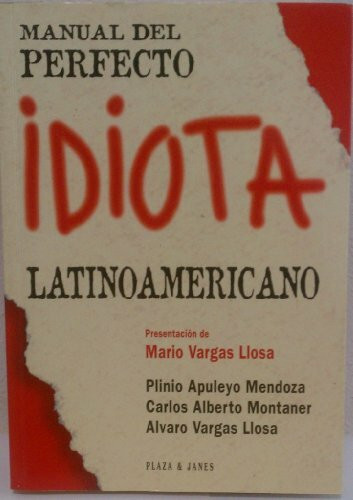 MANUAL DEL
PERFECTO
iDiOTA
LATINOAMERICANO
Presentación de
Mario Vargas Llosa
Plinio Apuleyo Mendoza
Carlos Alberto Montaner
Alvaro Vargas Llosa
PLAZA & JANES